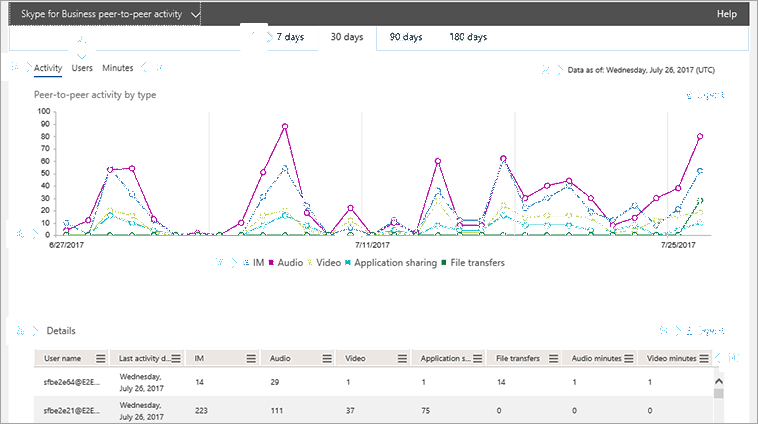 Skype for Business peer-to-peer activity Help
7 days 30 days 90 days 180 days
Activity Users Minutes
Data as of: Wednesday, July 26, 2017 (UTC)
Peer-to-peer activity by type
100
90
80
70
60
50
40
30
20
10
0
6/27/2017 7/11/2017 7/25/2017
IM Audio Video Application sharing File transfers
Details
User name Last activity d... IM Audio Video Application s... File transfers Audio minutes Video minutes
sfbe2e64@E2E... Wednesday, July 26, 2017 14 29 1 1 14 1 1
sfbe2e21@E2E... Wednesday, July 26, 2017 223 111 37 75 0 0 0